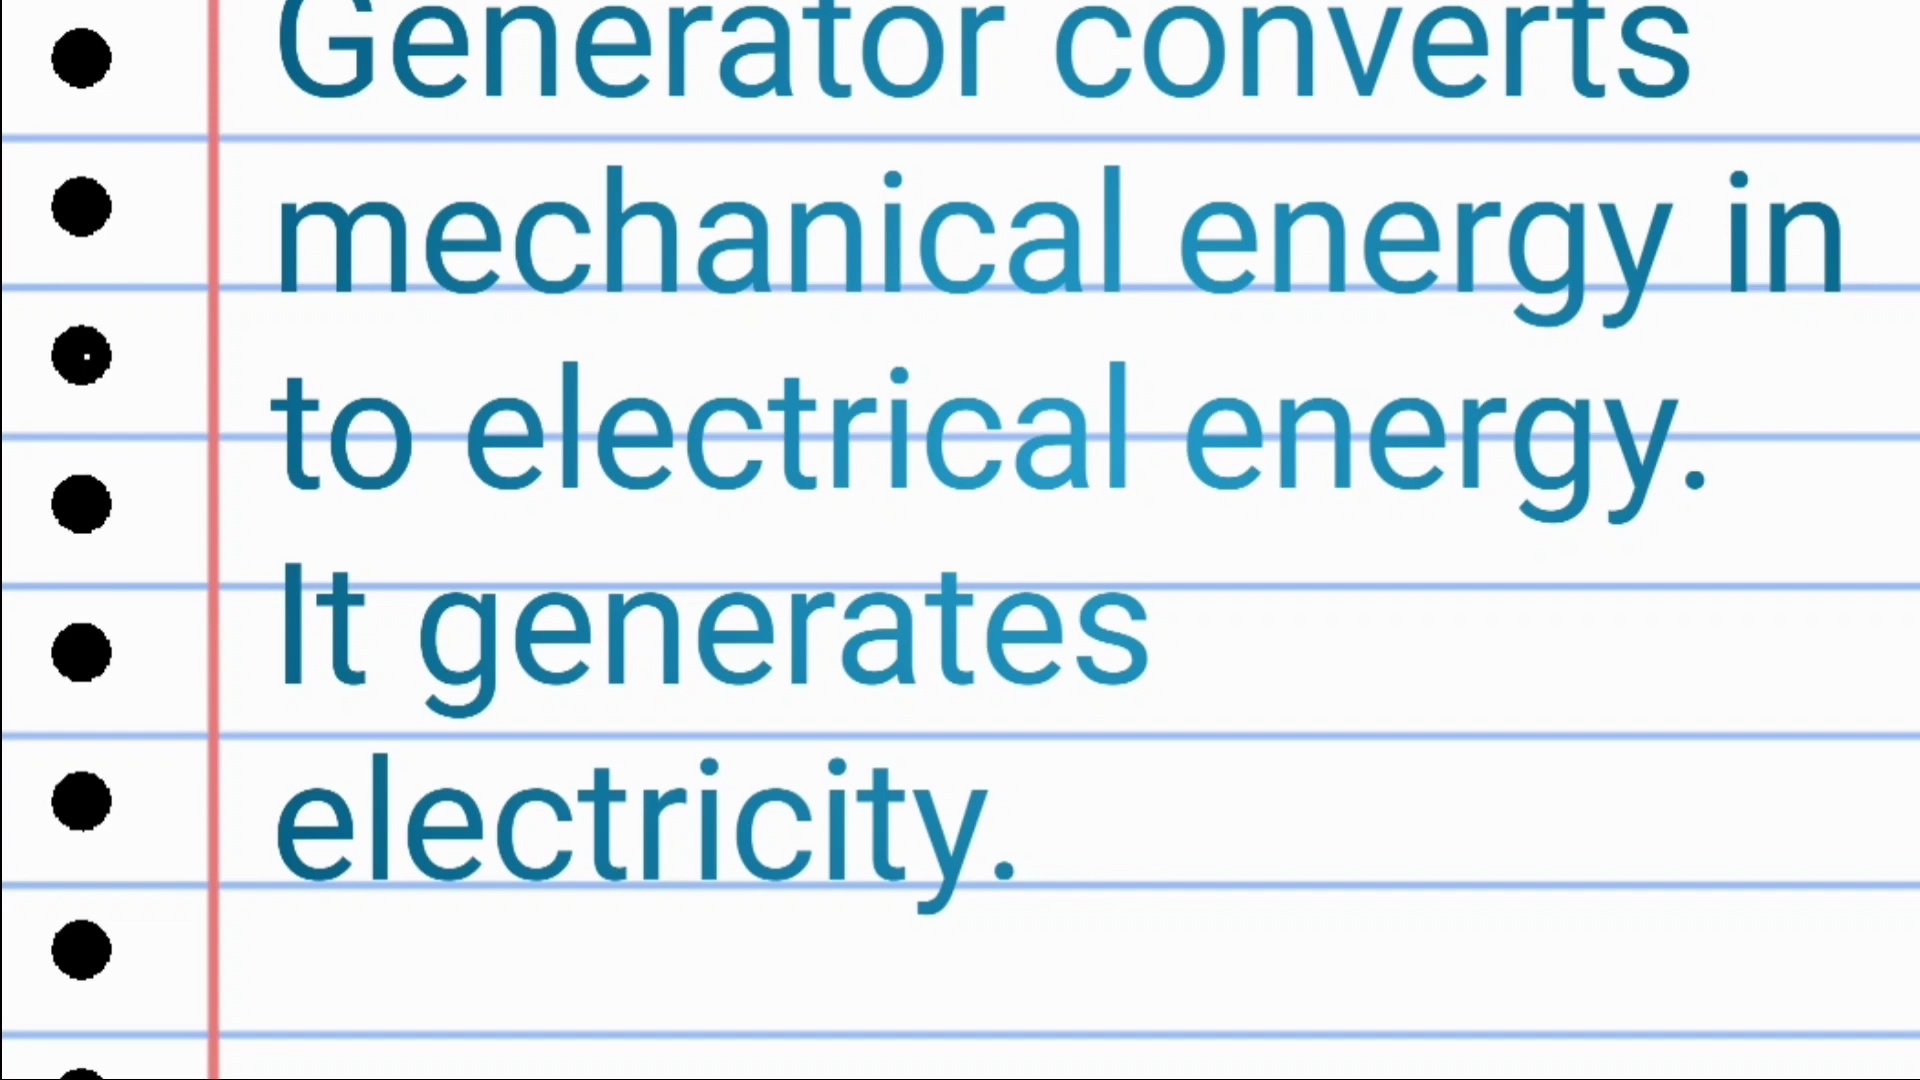 Generator converts
mechanical energy in
to electrical energy.
It generates
electricity.